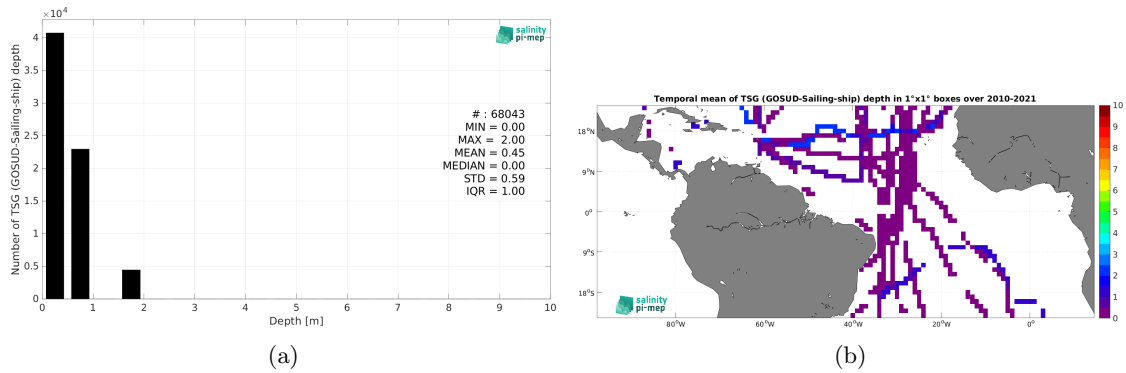 ×10⁴
4
3.5
3
2.5
2
1.5
1
0.5
0
Number of TSG (GOSUD-Sailing-ship) depth
salinity
pi-mep
# : 68043
MIN = 0.00
MAX = 2.00
MEAN = 0.45
MEDIAN = 0.00
STD = 0.59
IQR = 1.00
0 1 2 3 4 5 6 7 8 9 10
Depth [m]
(a)
Temporal mean of TSG (GOSUD-Sailing-ship) depth in 1°x1° boxes over 2010-2021
18°N
9°N
0°
9°S
18°S
80°W 60°W 40°W 20°W 0°
10
9
8
7
6
5
4
3
2
1
0
salinity
pi-mep
(b)